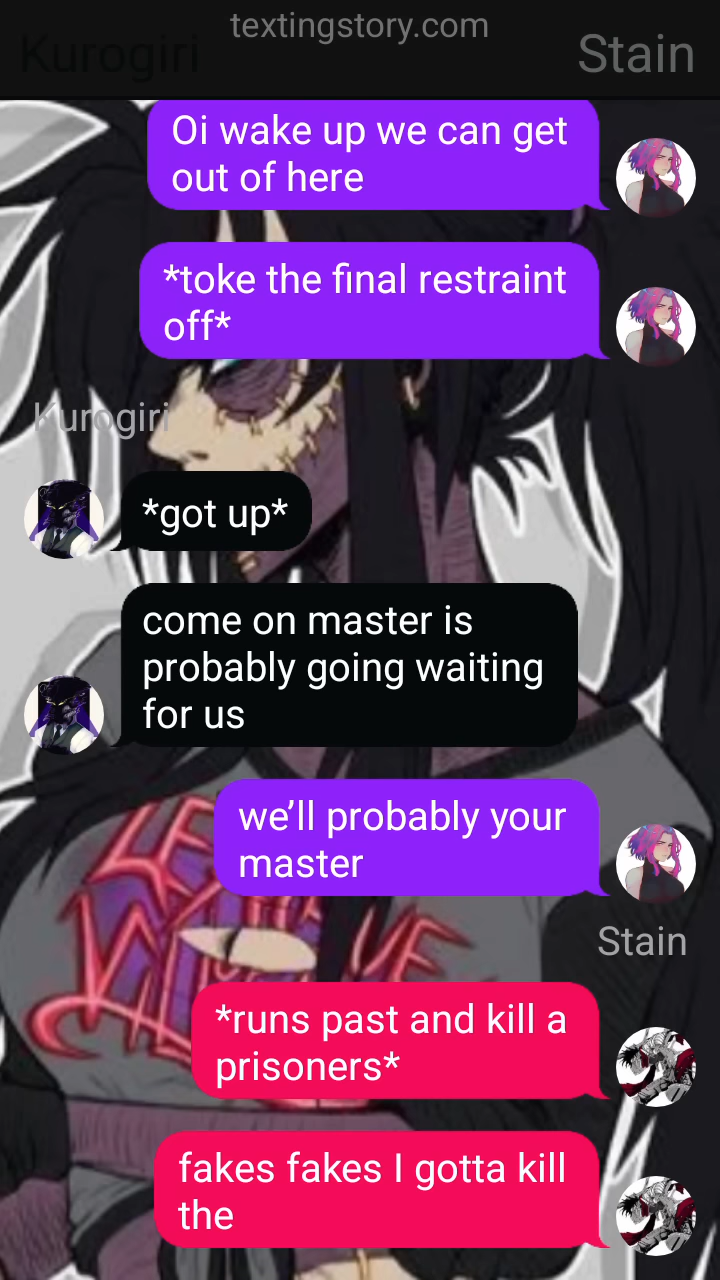 textingstory.com
Kurogiri
Stain
Oi wake up we can get
out of here
*toke the final restraint
off*
Kurogiri
*got up*
come on master is
probably going waiting
for us
we’ll probably your
master
Stain
*runs past and kill a
prisoners*
fakes fakes I gotta kill
the